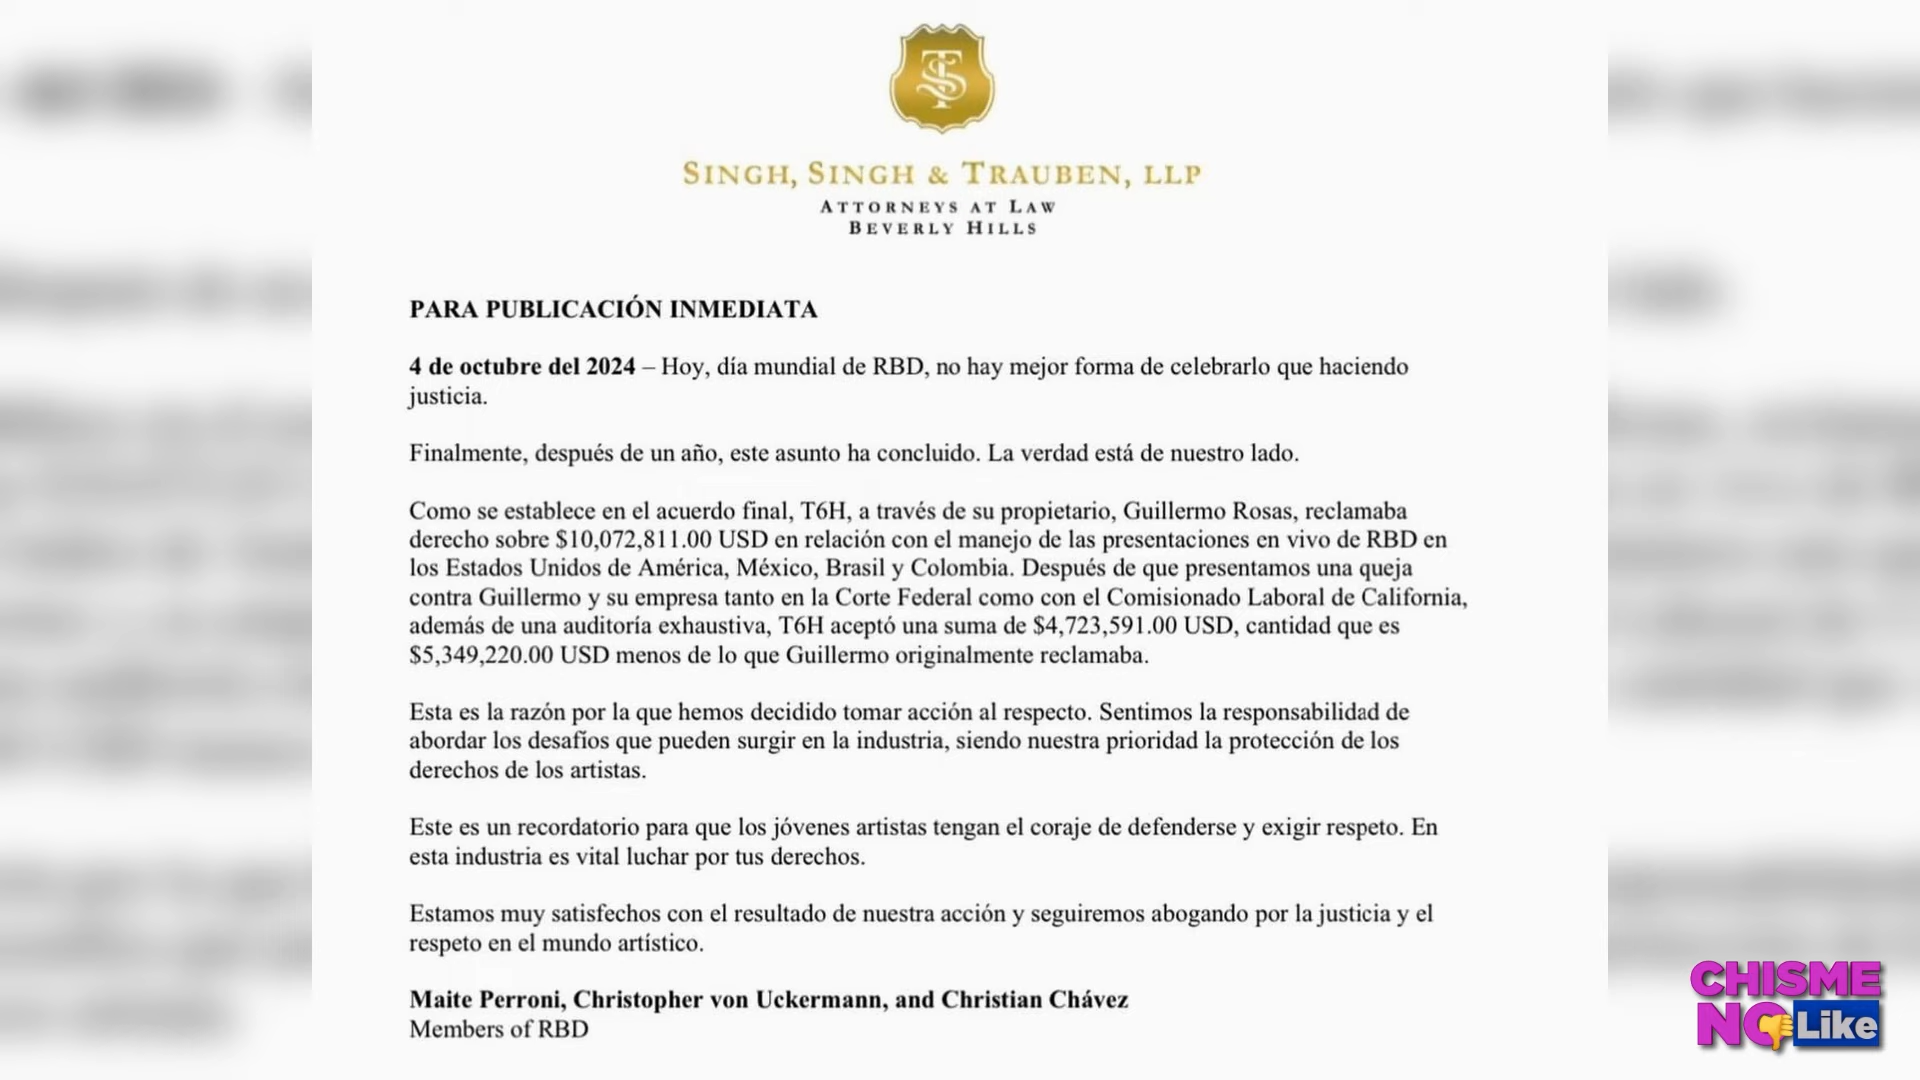 SINGH, SINGH & TRAUBEN, LLP
ATTORNEYS AT LAW
BEVERLY HILLS
PARA PUBLICACIÓN INMEDIATA
4 de octubre del 2024 – Hoy, día mundial de RBD, no hay mejor forma de celebrarlo que haciendo
justicia.
Finalmente, después de un año, este asunto ha concluido. La verdad está de nuestro lado.
Como se establece en el acuerdo final, T6H, a través de su propietario, Guillermo Rosas, reclamaba
derecho sobre $10,072,811.00 USD en relación con el manejo de las presentaciones en vivo de RBD en
los Estados Unidos de América, México, Brasil y Colombia. Después de que presentamos una queja
contra Guillermo y su empresa tanto en la Corte Federal como con el Comisionado Laboral de California,
además de una auditoría exhaustiva, T6H aceptó una suma de $4,723,591.00 USD, cantidad que es
$5,349,220.00 USD menos de lo que Guillermo originalmente reclamaba.
Esta es la razón por la que hemos decidido tomar acción al respecto. Sentimos la responsabilidad de
abordar los desafíos que pueden surgir en la industria, siendo nuestra prioridad la protección de los
derechos de los artistas.
Este es un recordatorio para que los jóvenes artistas tengan el coraje de defenderse y exigir respeto. En
esta industria es vital luchar por tus derechos.
Estamos muy satisfechos con el resultado de nuestra acción y seguiremos abogando por la justicia y el
respeto en el mundo artístico.
Maite Perroni, Christopher von Uckermann, and Christian Chávez
Members of RBD
CHISME
NO Like